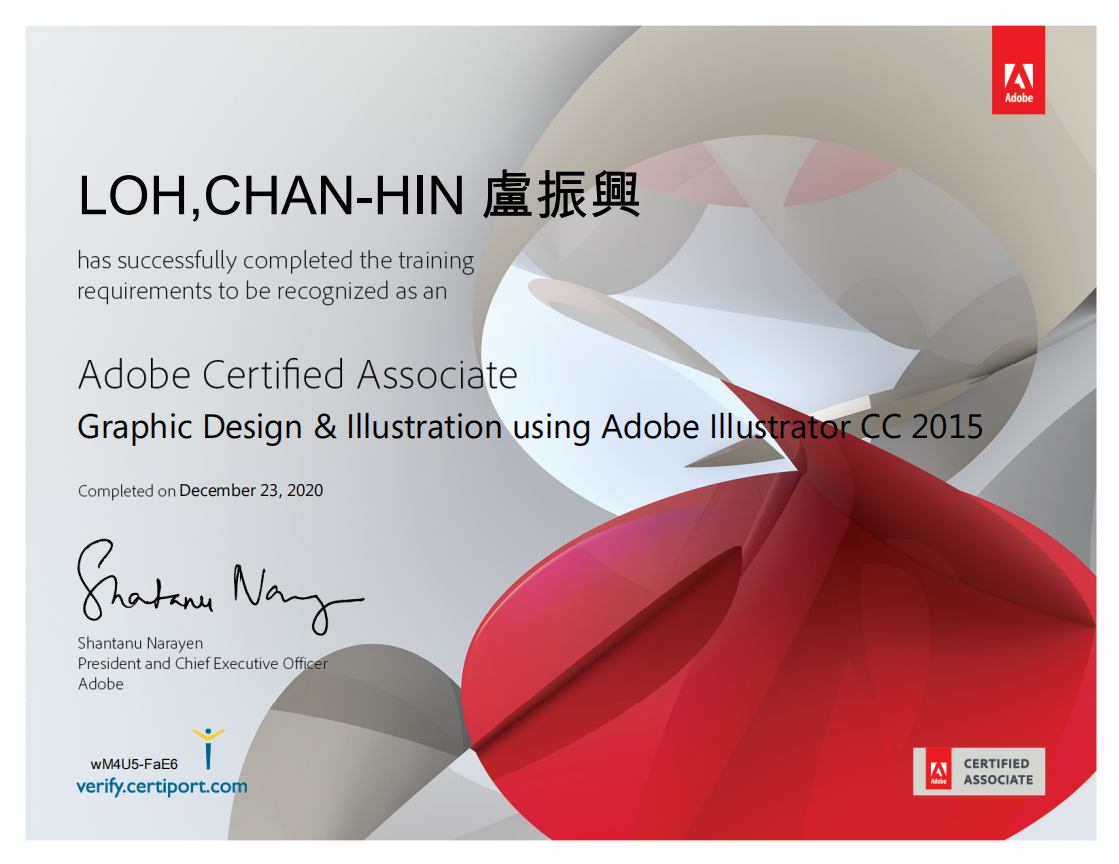 Adobe
LOH,CHAN-HIN 盧振興
has successfully completed the training
requirements to be recognized as an
Adobe Certified Associate
Graphic Design & Illustration using Adobe Illustrator CC 2015
Completed on December 23, 2020
Shantanu Narayen
Shantanu Narayen
President and Chief Executive Officer
Adobe
wM4U5-FaE6
verify.certiport.com
Adobe
CERTIFIED
ASSOCIATE